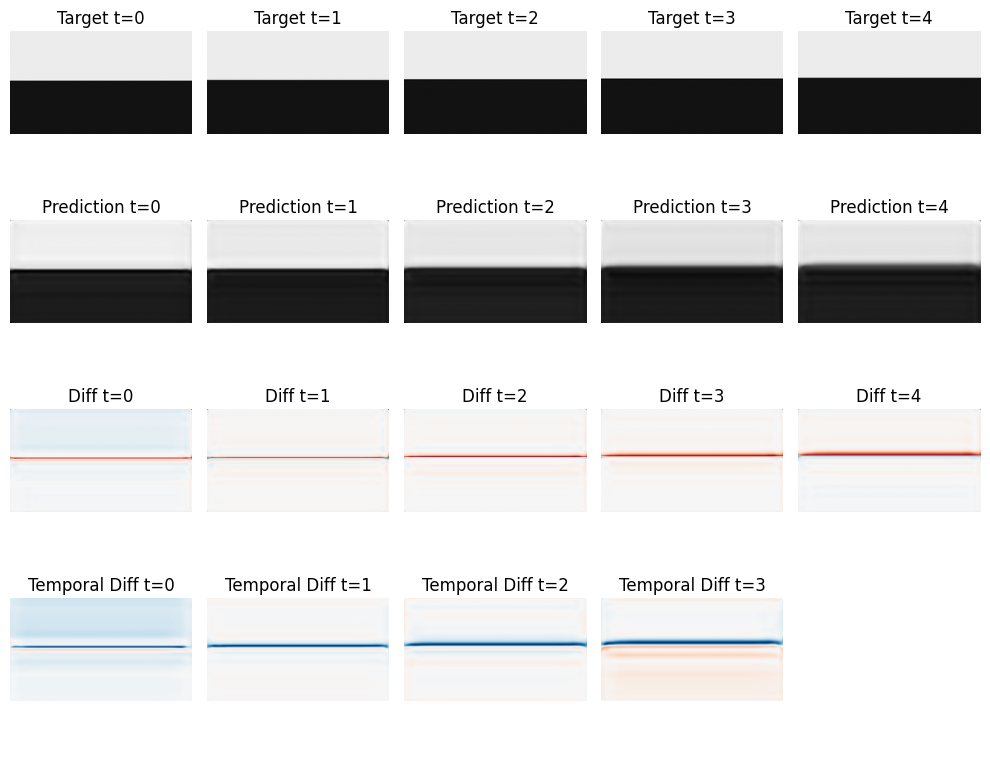 Target t=0 Target t=1 Target t=2 Target t=3 Target t=4
Prediction t=0 Prediction t=1 Prediction t=2 Prediction t=3 Prediction t=4
Diff t=0 Diff t=1 Diff t=2 Diff t=3 Diff t=4
Temporal Diff t=0 Temporal Diff t=1 Temporal Diff t=2 Temporal Diff t=3